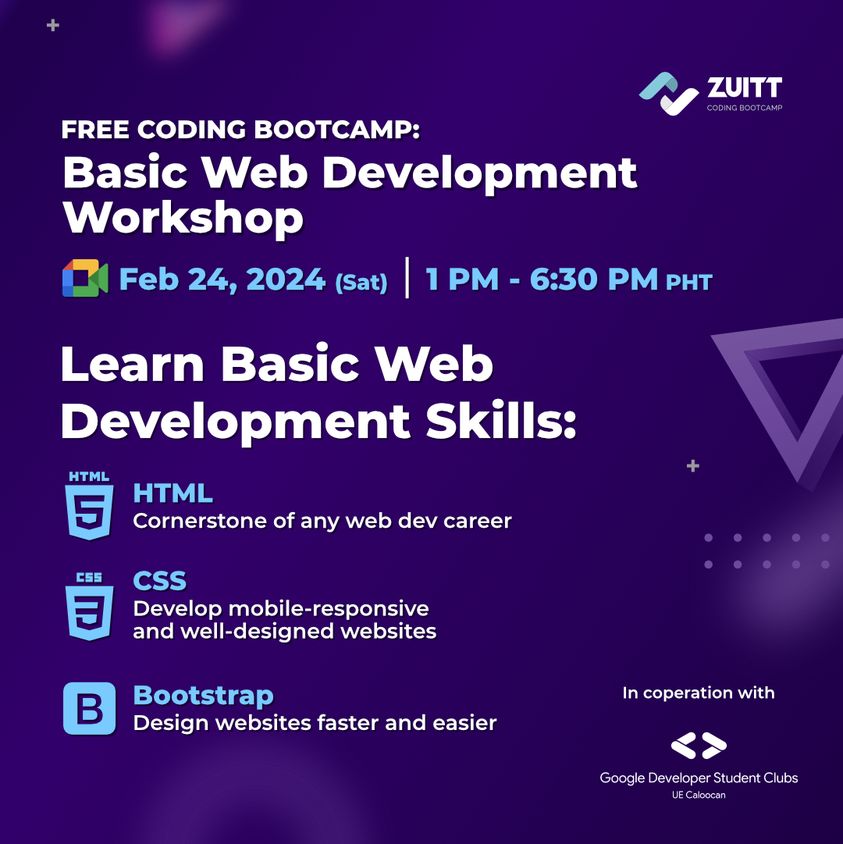 ZUITT
CODING BOOTCAMP
FREE CODING BOOTCAMP:
Basic Web Development
Workshop
Feb 24, 2024 (Sat) | 1 PM - 6:30 PM PHT
Learn Basic Web
Development Skills:
HTML
5
HTML
Cornerstone of any web dev career
CSS
3
CSS
Develop mobile-responsive
and well-designed websites
B
Bootstrap
Design websites faster and easier
In coperation with
Google Developer Student Clubs
UE Caloocan